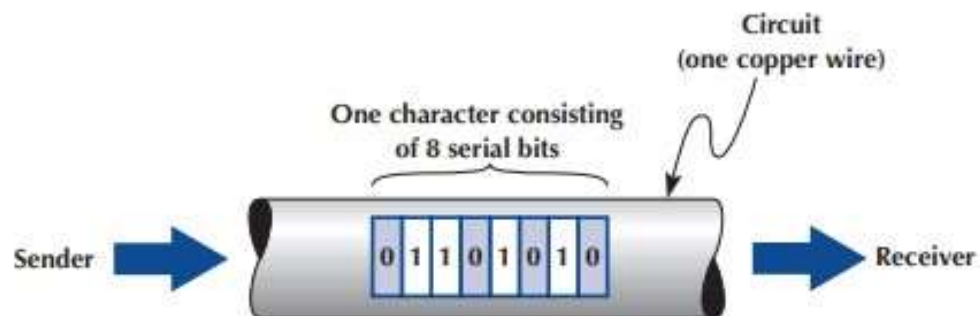 Circuit
(one copper wire)
One character consisting
of 8 serial bits
Sender
0 1 1 0 1 0 1 0
Receiver